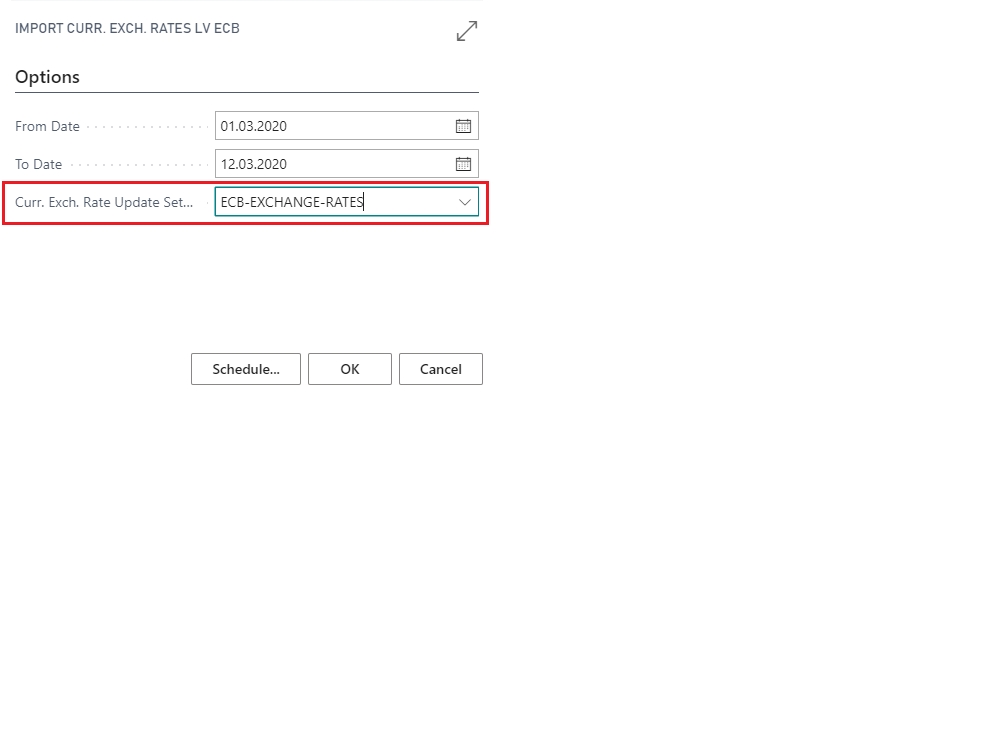 IMPORT CURR. EXCH. RATES LV ECB
Options
From Date 01.03.2020
To Date 12.03.2020
Curr. Exch. Rate Update Set... ECB-EXCHANGE-RATES
Schedule... OK Cancel